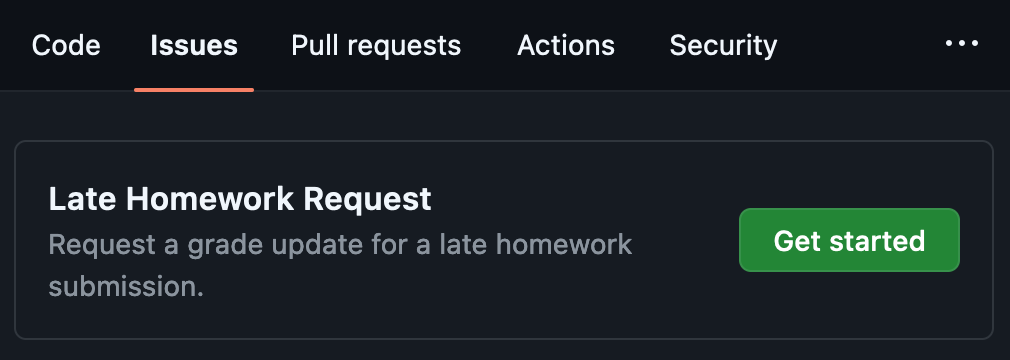 Code Issues Pull requests Actions Security ...
Late Homework Request
Request a grade update for a late homework
submission.
Get started